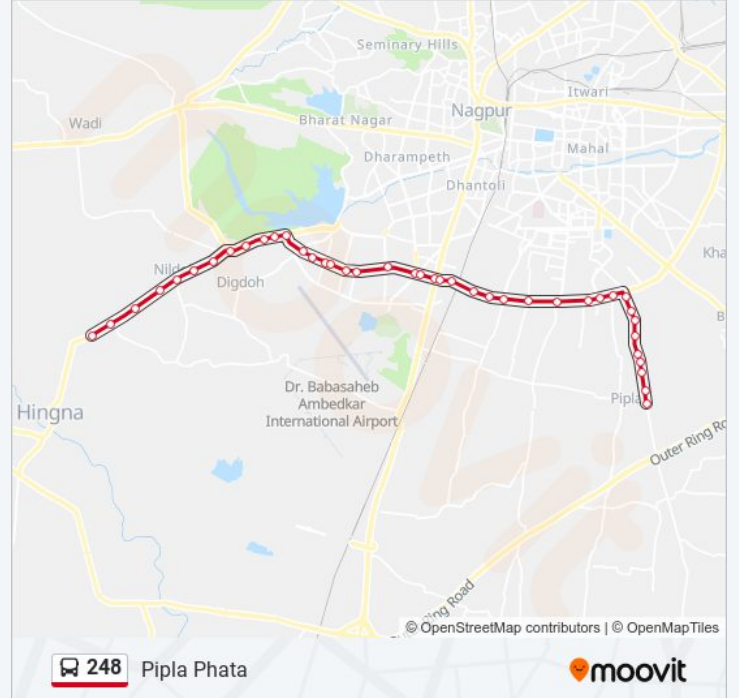 Seminary Hills
Itwari
Nagpur
Wadi
Bharat Nagar
Mahal
Dharampeth
Dhantoli
Kha
Nild
Digdoh
B
Dr. Babasaheb
Ambedkar
International Airport
Hingna
Pipla
Outer Ring Ro
Ring Road
© OpenStreetMap contributors | © OpenMapTiles
248 Pipla Phata
moovit